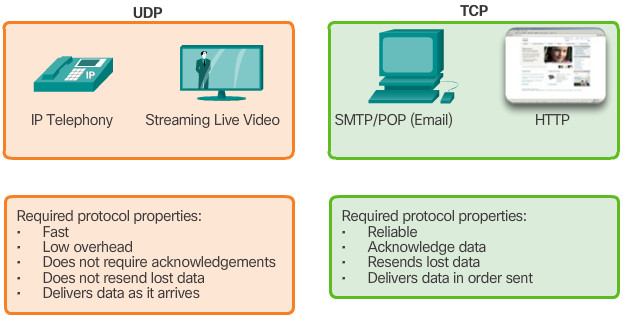 UDP
IP
IP Telephony
Streaming Live Video
TCP
SMTP/POP (Email)
HTTP
Required protocol properties:
• Fast
• Low overhead
• Does not require acknowledgements
• Does not resend lost data
• Delivers data as it arrives
Required protocol properties:
• Reliable
• Acknowledge data
• Resends lost data
• Delivers data in order sent